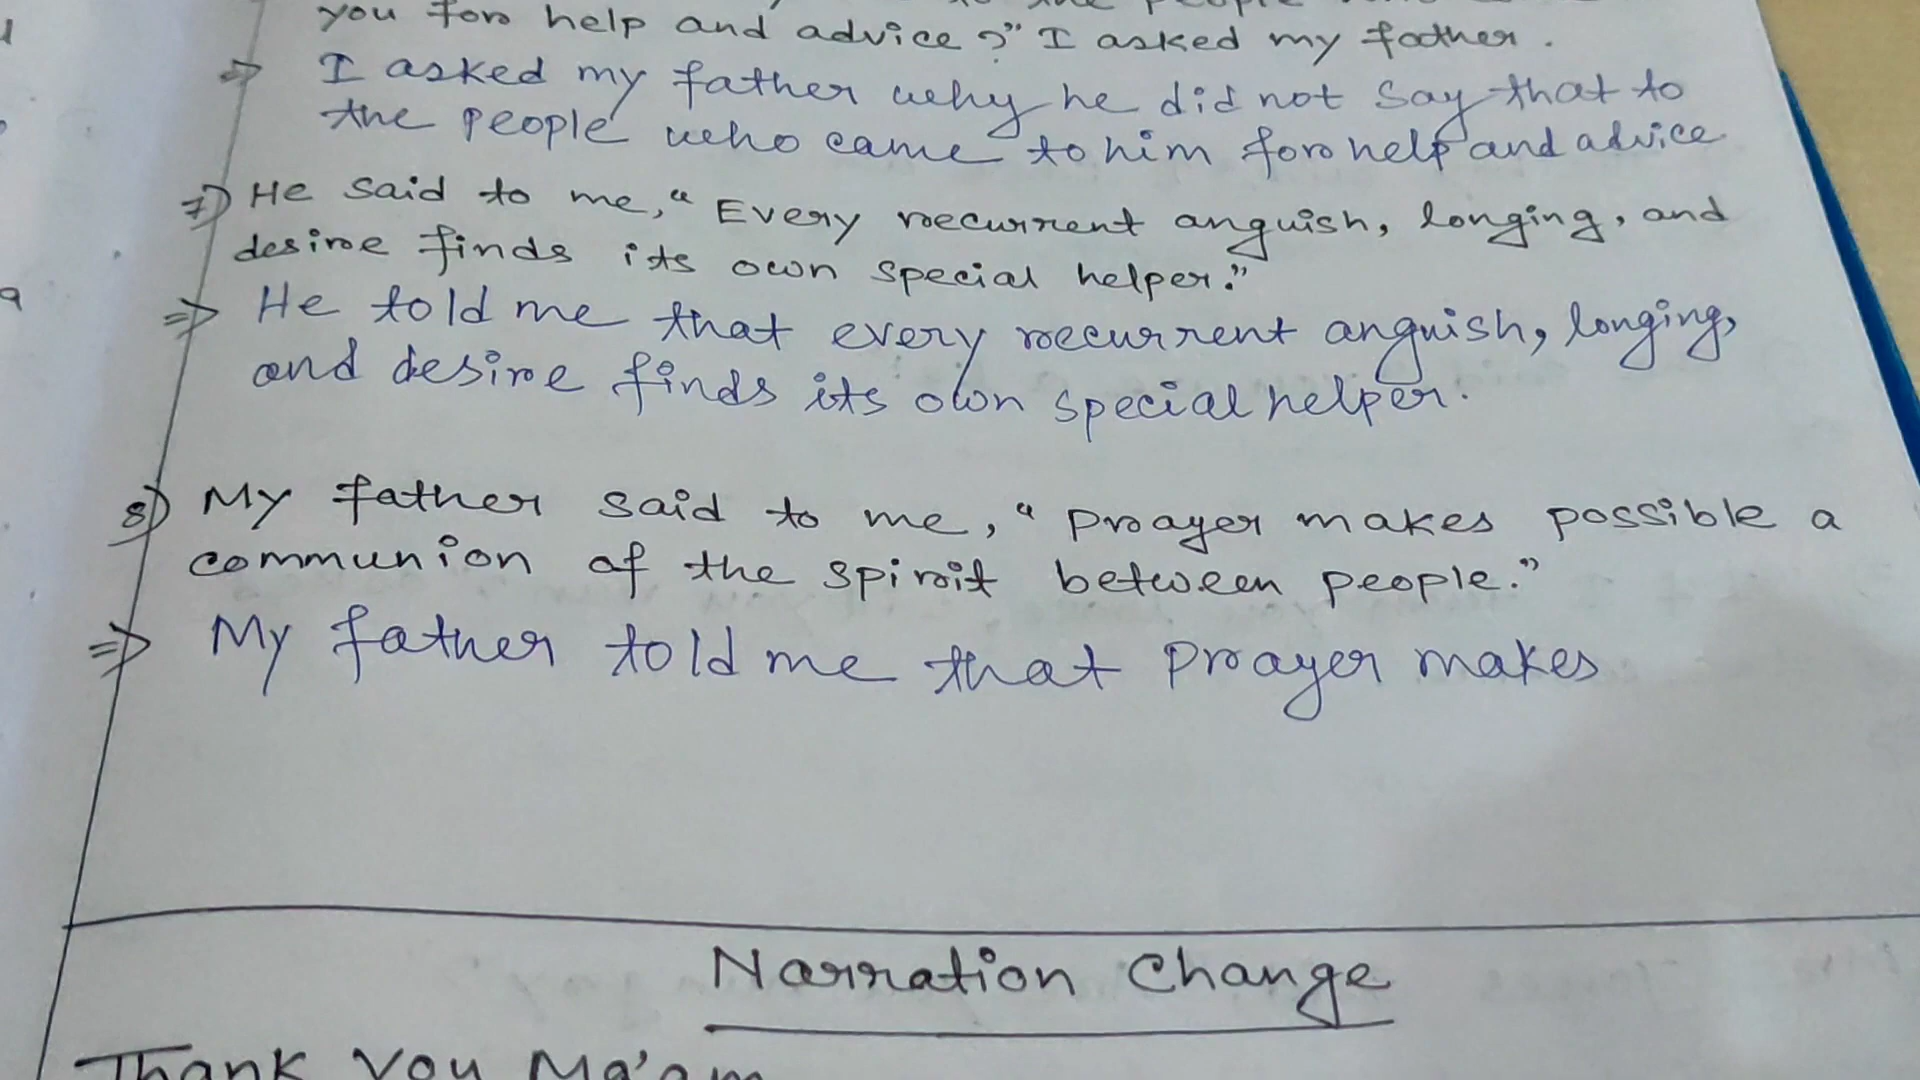 you for help and advice?" I asked my father.
⇒ I asked my father why he did not say that to
the people who came to him for help and advice
7) He said to me, "Every recurrent anguish, longing, and
desire finds its own special helper."
⇒ He told me that every recurrent anguish, longing,
and desire finds its own special helper.
8) My father said to me, "prayer makes possible a
communion of the spirit between people."
⇒ My father told me that prayer makes
Narration Change
Thank You Ma'am